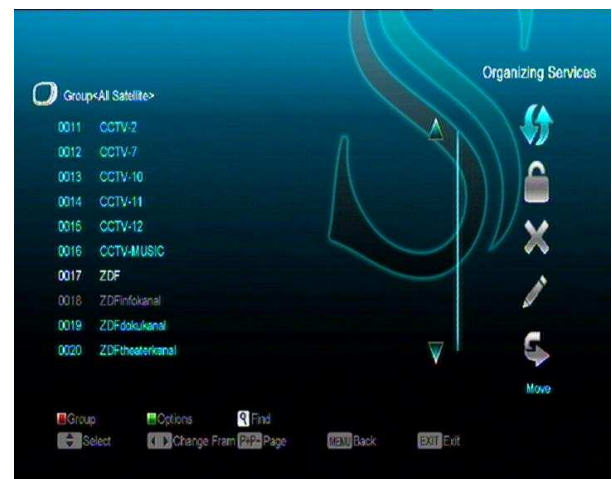 Organizing Services
Group<All Satellite>
0011 CCTV-2
0012 CCTV-7
0013 CCTV-10
0014 CCTV-11
0015 CCTV-12
0016 CCTV-MUSIC
0017 ZDF
0018 ZDFinfokanal
0019 ZDFdokukanal
0020 ZDFtheaterkanal
Move
Group Options Find
Select Change Fram P+P- Page MENU Back EXIT Exit